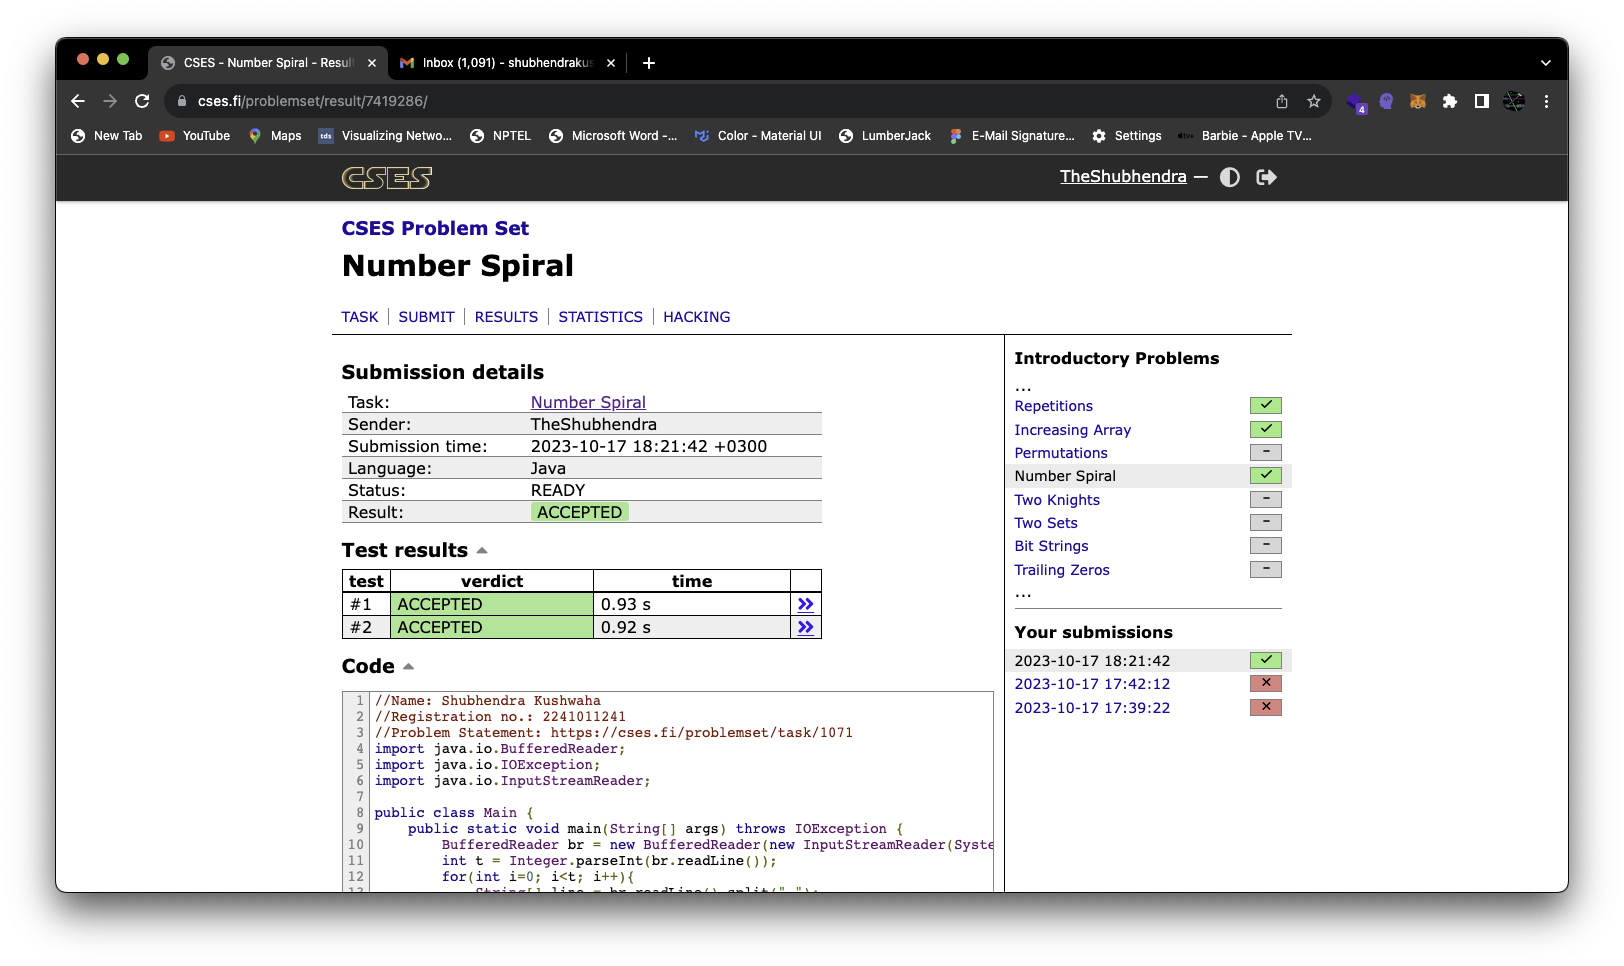 CSES - Number Spiral - Result
Inbox (1,091) - shubhendrakus
cses.fi/problemset/result/7419286/
4
New Tab YouTube Maps tds Visualizing Netwo... NPTEL Microsoft Word -... Color - Material UI LumberJack E-Mail Signature... Settings tv+ Barbie - Apple TV...
CSES
TheShubhendra —
CSES Problem Set
Number Spiral
TASK SUBMIT RESULTS STATISTICS HACKING
Submission details
Task: Number Spiral
Sender: TheShubhendra
Submission time: 2023-10-17 18:21:42 +0300
Language: Java
Status: READY
Result: ACCEPTED
Test results
test verdict time
#1 ACCEPTED 0.93 s
#2 ACCEPTED 0.92 s
Code
1 //Name: Shubhendra Kushwaha
2 //Registration no.: 2241011241
3 //Problem Statement: https://cses.fi/problemset/task/1071
4 import java.io.BufferedReader;
5 import java.io.IOException;
6 import java.io.InputStreamReader;
7
8 public class Main {
9 public static void main(String[] args) throws IOException {
10 BufferedReader br = new BufferedReader(new InputStreamReader(Syste
11 int t = Integer.parseInt(br.readLine());
12 for(int i=0; i<t; i++){
13 String[] line = br.readLine().split(" ");
Introductory Problems
...
Repetitions
Increasing Array
Permutations
Number Spiral
Two Knights
Two Sets
Bit Strings
Trailing Zeros
...
Your submissions
2023-10-17 18:21:42
2023-10-17 17:42:12
2023-10-17 17:39:22